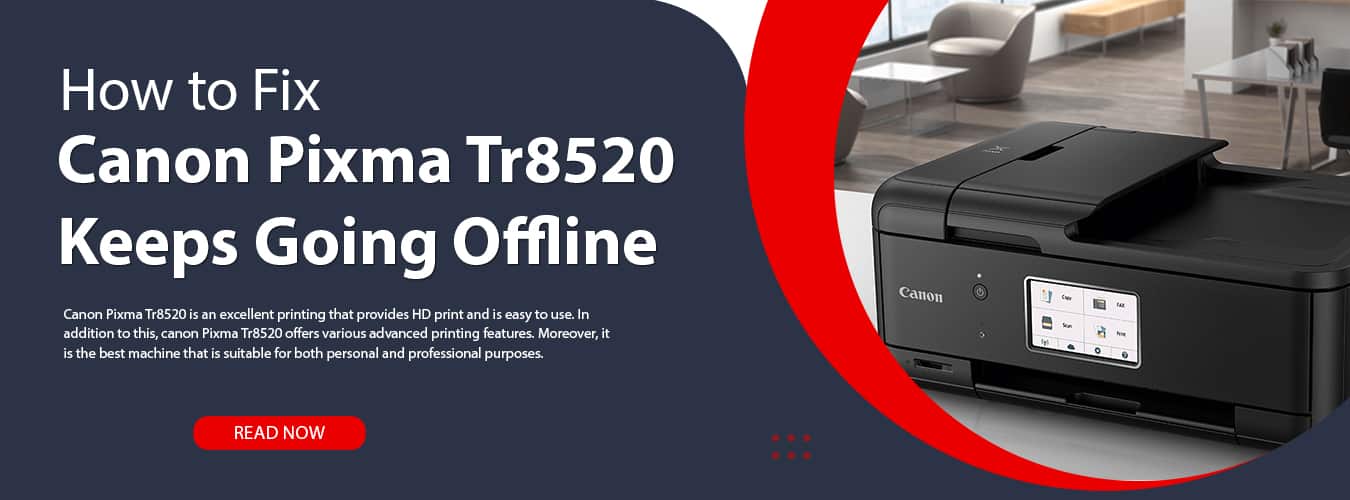 How to Fix
Canon Pixma Tr8520
Keeps Going Offline
Canon Pixma Tr8520 is an excellent printing that provides HD print and is easy to use. In
addition to this, canon Pixma Tr8520 offers various advanced printing features. Moreover, it
is the best machine that is suitable for both personal and professional purposes.
READ NOW
Canon
Copy
FAX
Scan
Print